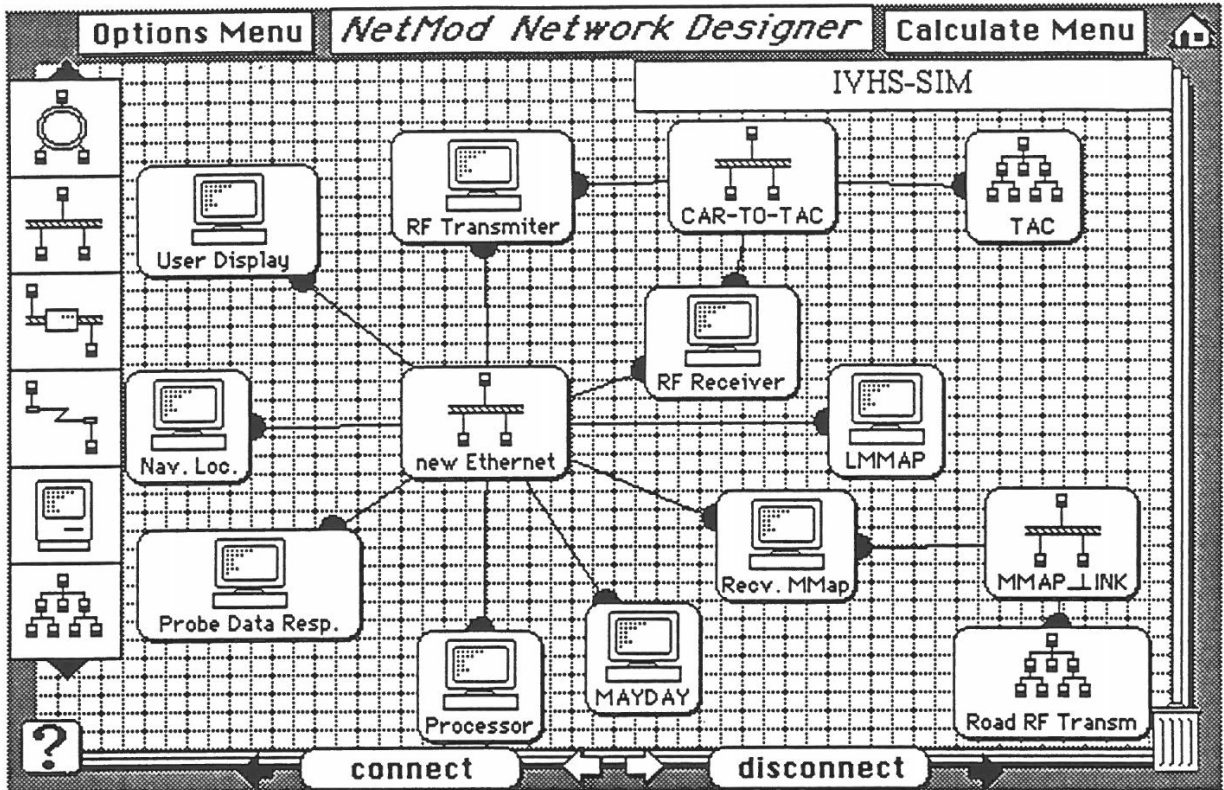 Options Menu
NetMod Network Designer
Calculate Menu
IVHS-SIM
RF Transmiter
CAR-TO-TAC
TAC
User Display
RF Receiver
Nav. Loc.
new Ethernet
LMMAP
Recv. MMap
MMAP_LINK
Probe Data Resp.
Processor
MAYDAY
Road RF Transm
?
connect
disconnect